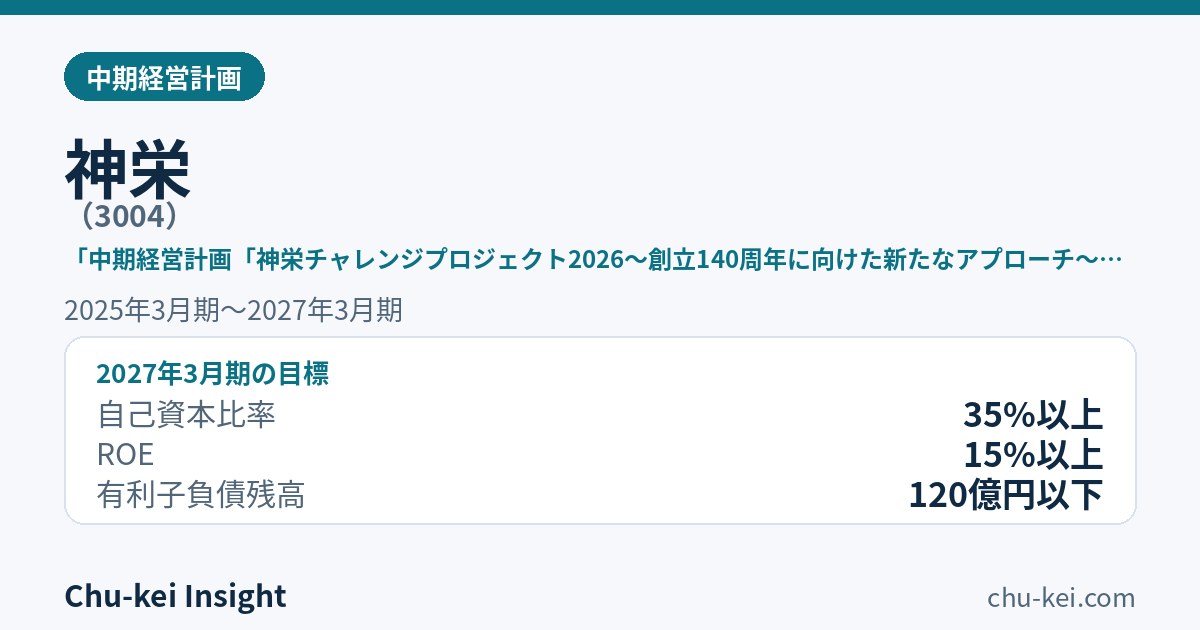 中期経営計画
神栄
（3004）
「中期経営計画「神栄チャレンジプロジェクト2026～創立140周年に向けた新たなアプローチ～…
2025年3月期～2027年3月期
2027年3月期の目標
自己資本比率 35%以上
ROE 15%以上
有利子負債残高 120億円以下
Chu-kei Insight chu-kei.com